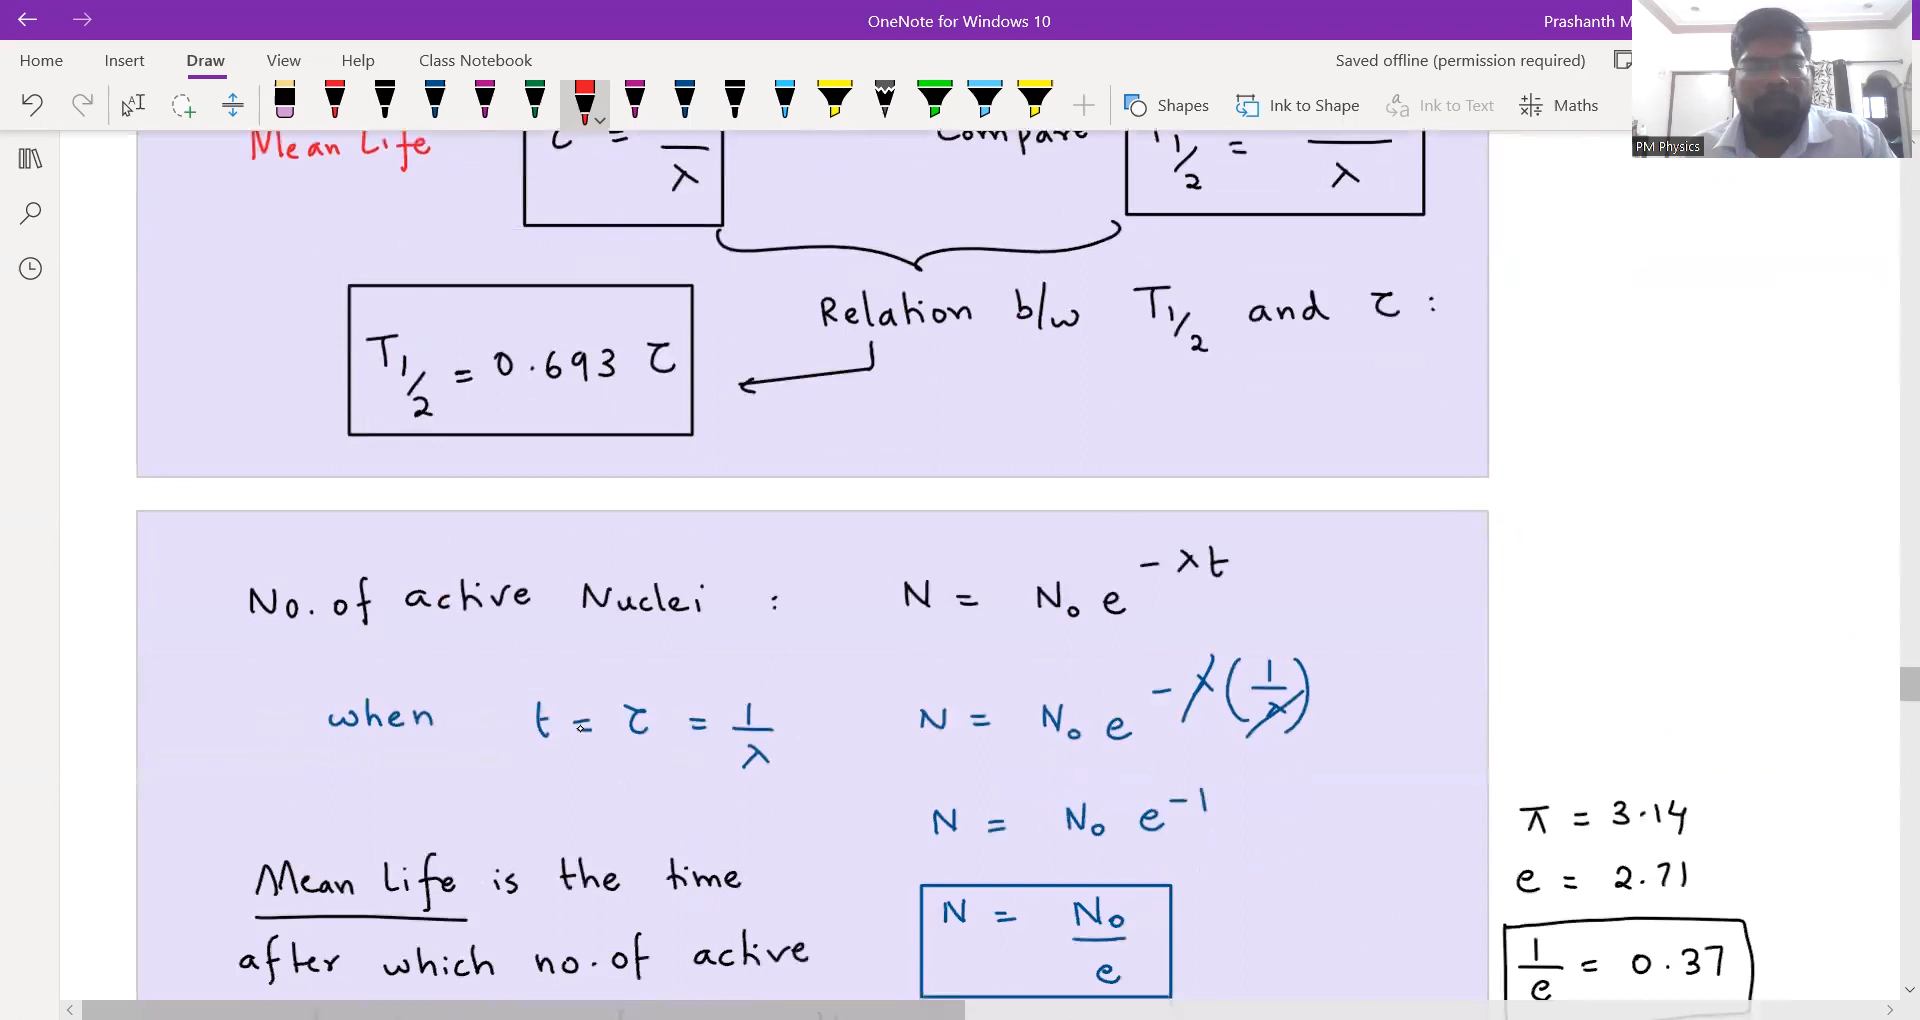 OneNote for Windows 10
Prashanth M
Home Insert Draw View Help Class Notebook
Saved offline (permission required)
Shapes Ink to Shape Ink to Text Maths
PM Physics
Mean Life
τ = /λ
Compare
T1/2 = /λ
Relation b/w T1/2 and τ :
T1/2 = 0.693 τ
No. of active Nuclei : N = N₀ e^-λt
when t = τ = 1/λ
N = N₀ e^-λ(1/λ)
N = N₀ e^-1
Mean Life is the time
after which no. of active
N = N₀/e
π = 3.14
e = 2.71
1/e = 0.37